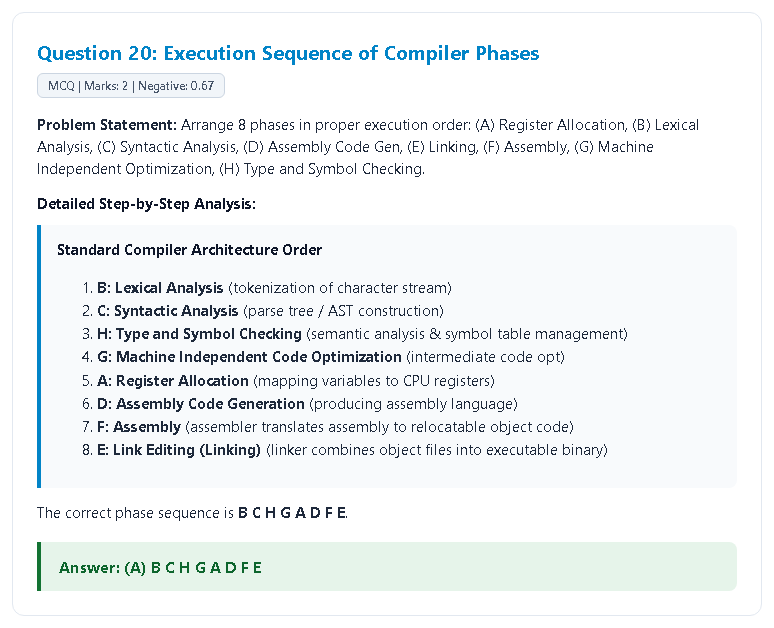 Question 20: Execution Sequence of Compiler Phases
MCQ | Marks: 2 | Negative: 0.67
Problem Statement: Arrange 8 phases in proper execution order: (A) Register Allocation, (B) Lexical
Analysis, (C) Syntactic Analysis, (D) Assembly Code Gen, (E) Linking, (F) Assembly, (G) Machine
Independent Optimization, (H) Type and Symbol Checking.
Detailed Step-by-Step Analysis:
Standard Compiler Architecture Order
1. B: Lexical Analysis (tokenization of character stream)
2. C: Syntactic Analysis (parse tree / AST construction)
3. H: Type and Symbol Checking (semantic analysis & symbol table management)
4. G: Machine Independent Code Optimization (intermediate code opt)
5. A: Register Allocation (mapping variables to CPU registers)
6. D: Assembly Code Generation (producing assembly language)
7. F: Assembly (assembler translates assembly to relocatable object code)
8. E: Link Editing (Linking) (linker combines object files into executable binary)
The correct phase sequence is B C H G A D F E.
Answer: (A) B C H G A D F E